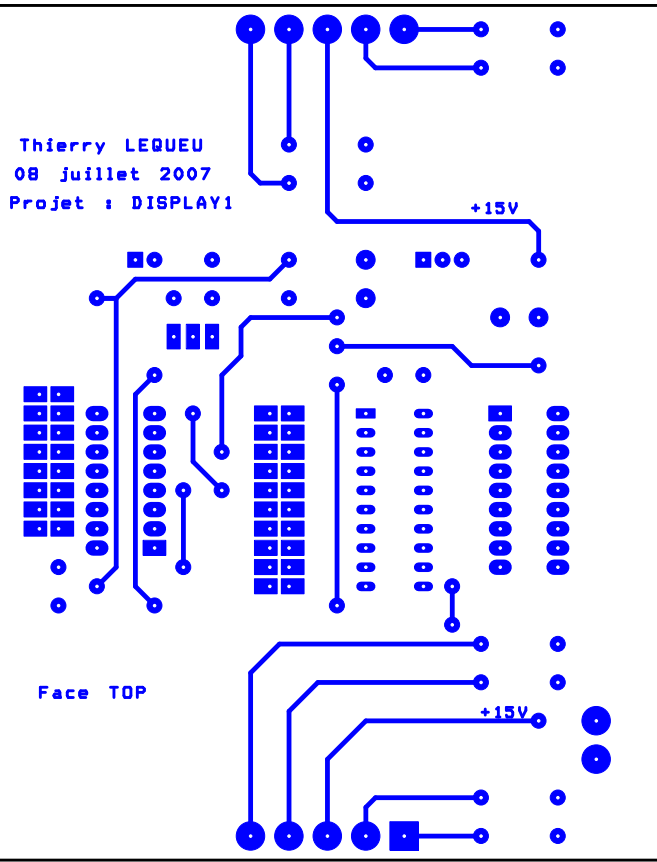 Thierry LEQUEU
08 juillet 2007
Projet : DISPLAY1
+15V
Face TOP
+15V